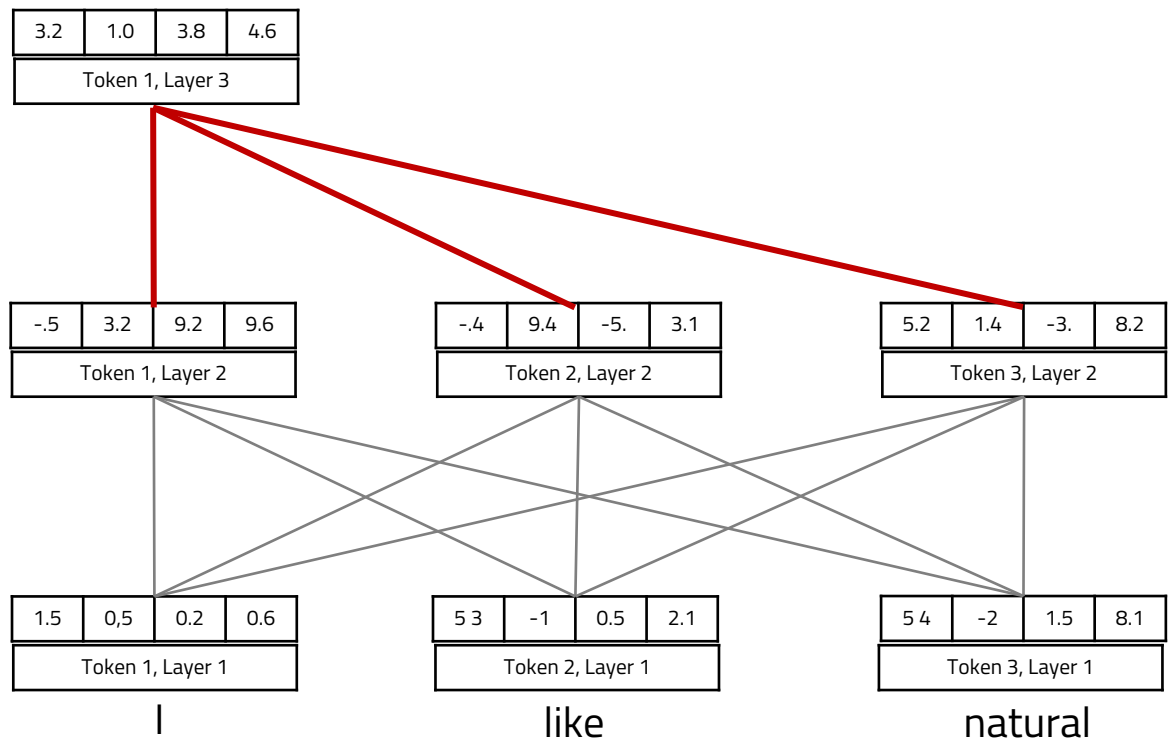 3.2 1.0 3.8 4.6
Token 1, Layer 3
-.5 3.2 9.2 9.6
Token 1, Layer 2
-.4 9.4 -5. 3.1
Token 2, Layer 2
5.2 1.4 -3. 8.2
Token 3, Layer 2
1.5 0,5 0.2 0.6
Token 1, Layer 1
5 3 -1 0.5 2.1
Token 2, Layer 1
5 4 -2 1.5 8.1
Token 3, Layer 1
I
like
natural